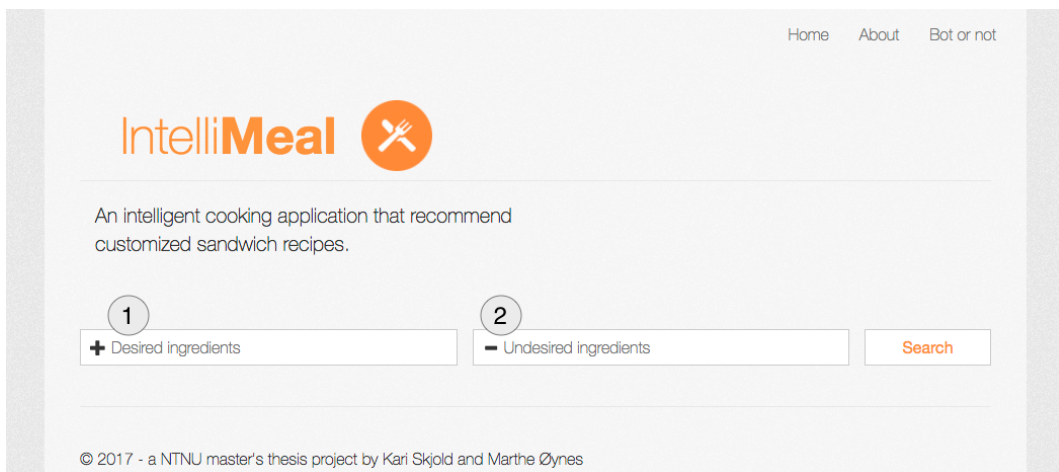 Home About Bot or not
IntelliMeal
An intelligent cooking application that recommend
customized sandwich recipes.
1 2
Desired ingredients Undesired ingredients Search
© 2017 - a NTNU master's thesis project by Kari Skjold and Marthe Øynes